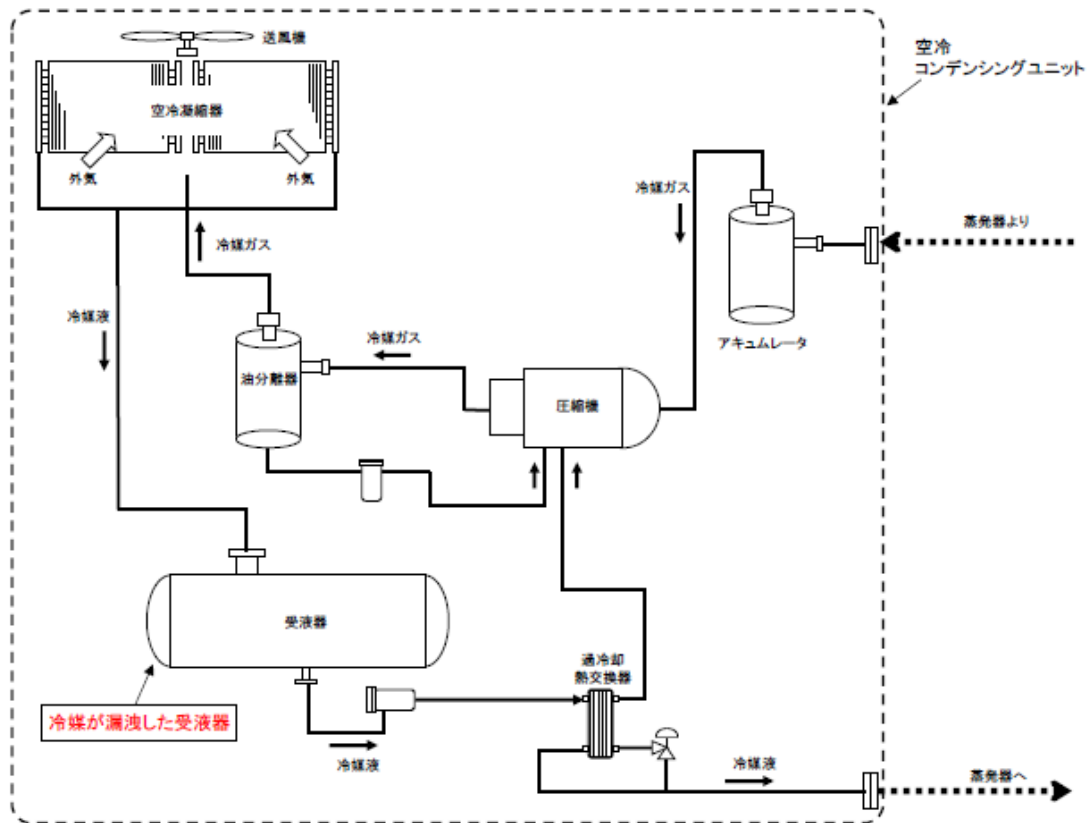 送風機
空冷
コンデンシングユニット
空冷凝縮器
外気
外気
冷媒ガス
冷媒ガス
蒸発器より
冷媒液
冷媒ガス
アキュムレータ
油分離器
圧縮機
受液器
過冷却
熱交換器
冷媒が漏洩した受液器
冷媒液
冷媒液
蒸発器へ